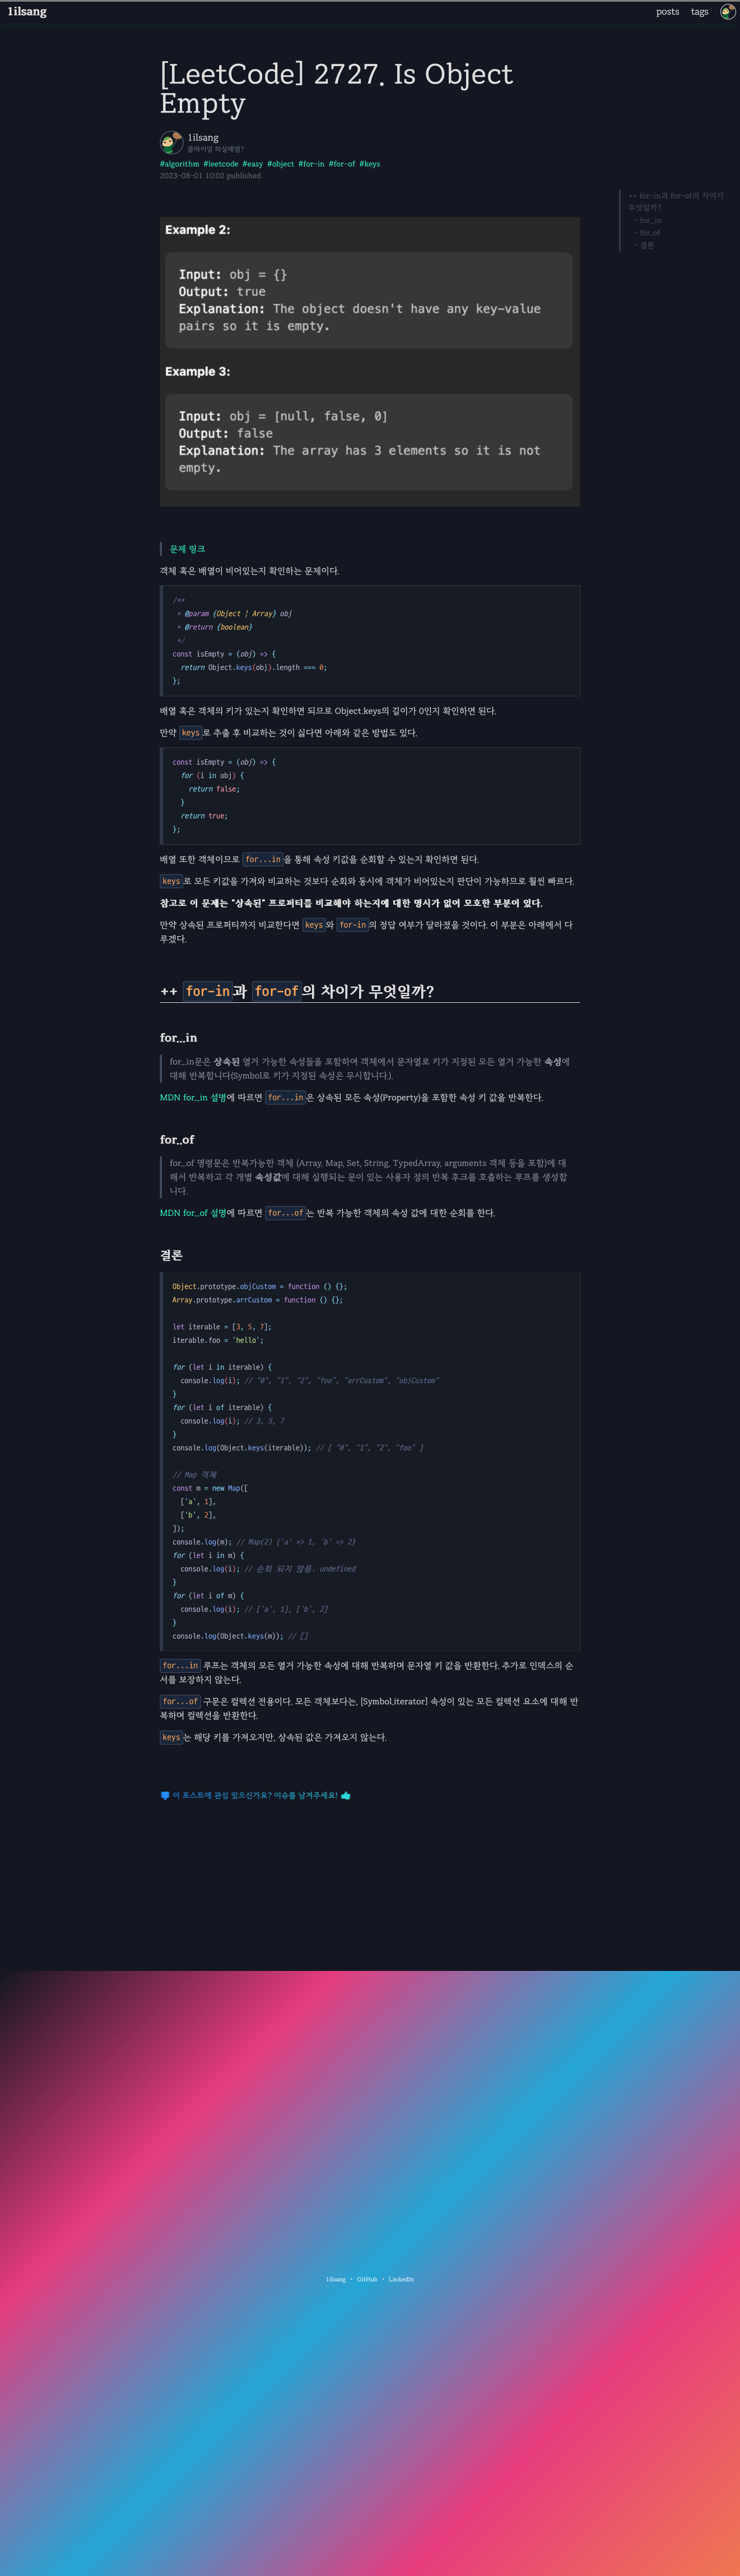 1ilsang
posts
tags
[LeetCode] 2727. Is Object
Empty
1ilsang
클라이밍 하실래염?
#algorithm #leetcode #easy #object #for-in #for-of #keys
2023-08-01 10:02 published
++ for-in과 for-of의 차이가
무엇일까?
- for...in
- for..of
- 결론
Example 2:
Input: obj = {}
Output: true
Explanation: The object doesn't have any key-value
pairs so it is empty.
Example 3:
Input: obj = [null, false, 0]
Output: false
Explanation: The array has 3 elements so it is not
empty.
문제 링크
객체 혹은 배열이 비어있는지 확인하는 문제이다.
/**
 * @param {Object | Array} obj
 * @return {boolean}
 */
const isEmpty = (obj) => {
  return Object.keys(obj).length === 0;
};
배열 혹은 객체의 키가 있는지 확인하면 되므로 Object.keys의 길이가 0인지 확인하면 된다.
만약 keys로 추출 후 비교하는 것이 싫다면 아래와 같은 방법도 있다.
const isEmpty = (obj) => {
  for (i in obj) {
    return false;
  }
  return true;
};
배열 또한 객체이므로 for...in을 통해 속성 키값을 순회할 수 있는지 확인하면 된다.
keys로 모든 키값을 가져와 비교하는 것보다 순회와 동시에 객체가 비어있는지 판단이 가능하므로 훨씬 빠르다.
참고로 이 문제는 "상속된" 프로퍼티를 비교해야 하는지에 대한 명시가 없어 모호한 부분이 있다.
만약 상속된 프로퍼티까지 비교한다면 keys와 for-in의 정답 여부가 달라졌을 것이다. 이 부분은 아래에서 다
루겠다.
++ for-in과 for-of의 차이가 무엇일까?
for...in
for...in문은 상속된 열거 가능한 속성들을 포함하여 객체에서 문자열로 키가 지정된 모든 열거 가능한 속성에
대해 반복합니다(Symbol로 키가 지정된 속성은 무시합니다.).
MDN for...in 설명에 따르면 for...in은 상속된 모든 속성(Property)을 포함한 속성 키 값을 반복한다.
for..of
for...of 명령문은 반복가능한 객체 (Array, Map, Set, String, TypedArray, arguments 객체 등을 포함)에 대
해서 반복하고 각 개별 속성값에 대해 실행되는 문이 있는 사용자 정의 반복 후크를 호출하는 루프를 생성합
니다.
MDN for...of 설명에 따르면 for...of는 반복 가능한 객체의 속성 값에 대한 순회를 한다.
결론
Object.prototype.objCustom = function () {};
Array.prototype.arrCustom = function () {};
let iterable = [3, 5, 7];
iterable.foo = 'hello';
for (let i in iterable) {
  console.log(i); // "0", "1", "2", "foo", "arrCustom", "objCustom"
}
for (let i of iterable) {
  console.log(i); // 3, 5, 7
}
console.log(Object.keys(iterable)); // [ "0", "1", "2", "foo" ]
// Map 객체
const m = new Map([
  ['a', 1],
  ['b', 2],
]);
console.log(m); // Map(2) {'a' => 1, 'b' => 2}
for (let i in m) {
  console.log(i); // 순회 되지 않음. undefined
}
for (let i of m) {
  console.log(i); // ['a', 1], ['b', 2]
}
console.log(Object.keys(m)); // []
for...in 루프는 객체의 모든 열거 가능한 속성에 대해 반복하며 문자열 키 값을 반환한다. 추가로 인덱스의 순
서를 보장하지 않는다.
for...of 구문은 컬렉션 전용이다. 모든 객체보다는, [Symbol.iterator] 속성이 있는 모든 컬렉션 요소에 대해 반
복하며 컬렉션을 반환한다.
keys는 해당 키를 가져오지만, 상속된 값은 가져오지 않는다.
이 포스트에 관심 있으신가요? 이슈를 남겨주세요!
1ilsang • GitHub • LinkedIn